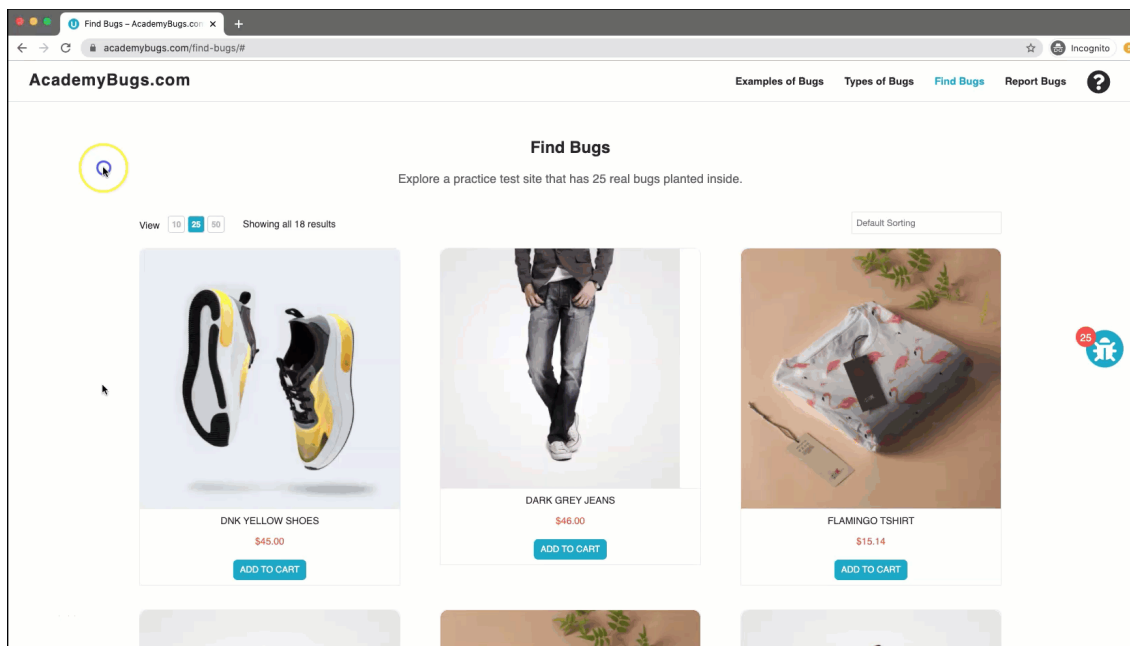 Find Bugs – AcademyBugs.com
academybugs.com/find-bugs/#
Incognito
AcademyBugs.com
Examples of Bugs
Types of Bugs
Find Bugs
Report Bugs
?
Find Bugs
Explore a practice test site that has 25 real bugs planted inside.
View 10 25 50 Showing all 18 results
Default Sorting
25
DNK YELLOW SHOES
$45.00
ADD TO CART
DARK GREY JEANS
$46.00
ADD TO CART
FLAMINGO TSHIRT
$15.14
ADD TO CART